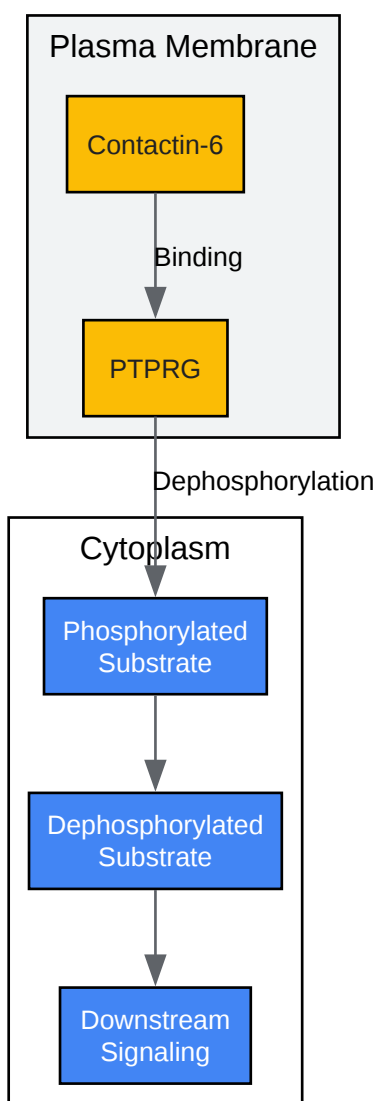 Plasma Membrane
Contactin-6
Binding
PTPRG
Dephosphorylation
Cytoplasm
Phosphorylated
Substrate
Dephosphorylated
Substrate
Downstream
Signaling